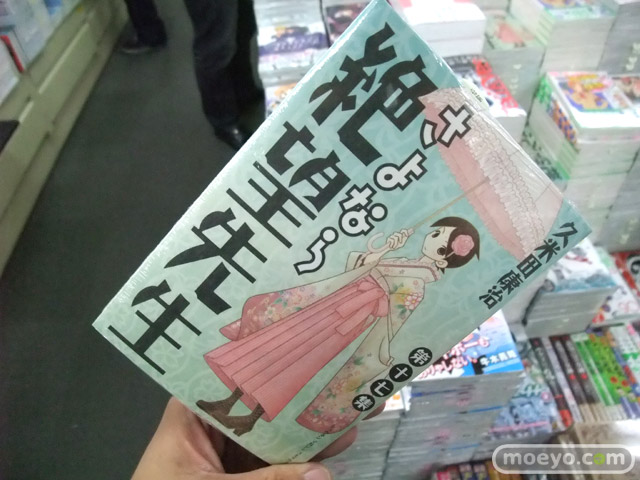 さよなら
絶望先生
久米田康治
第十七集
moeyo.com